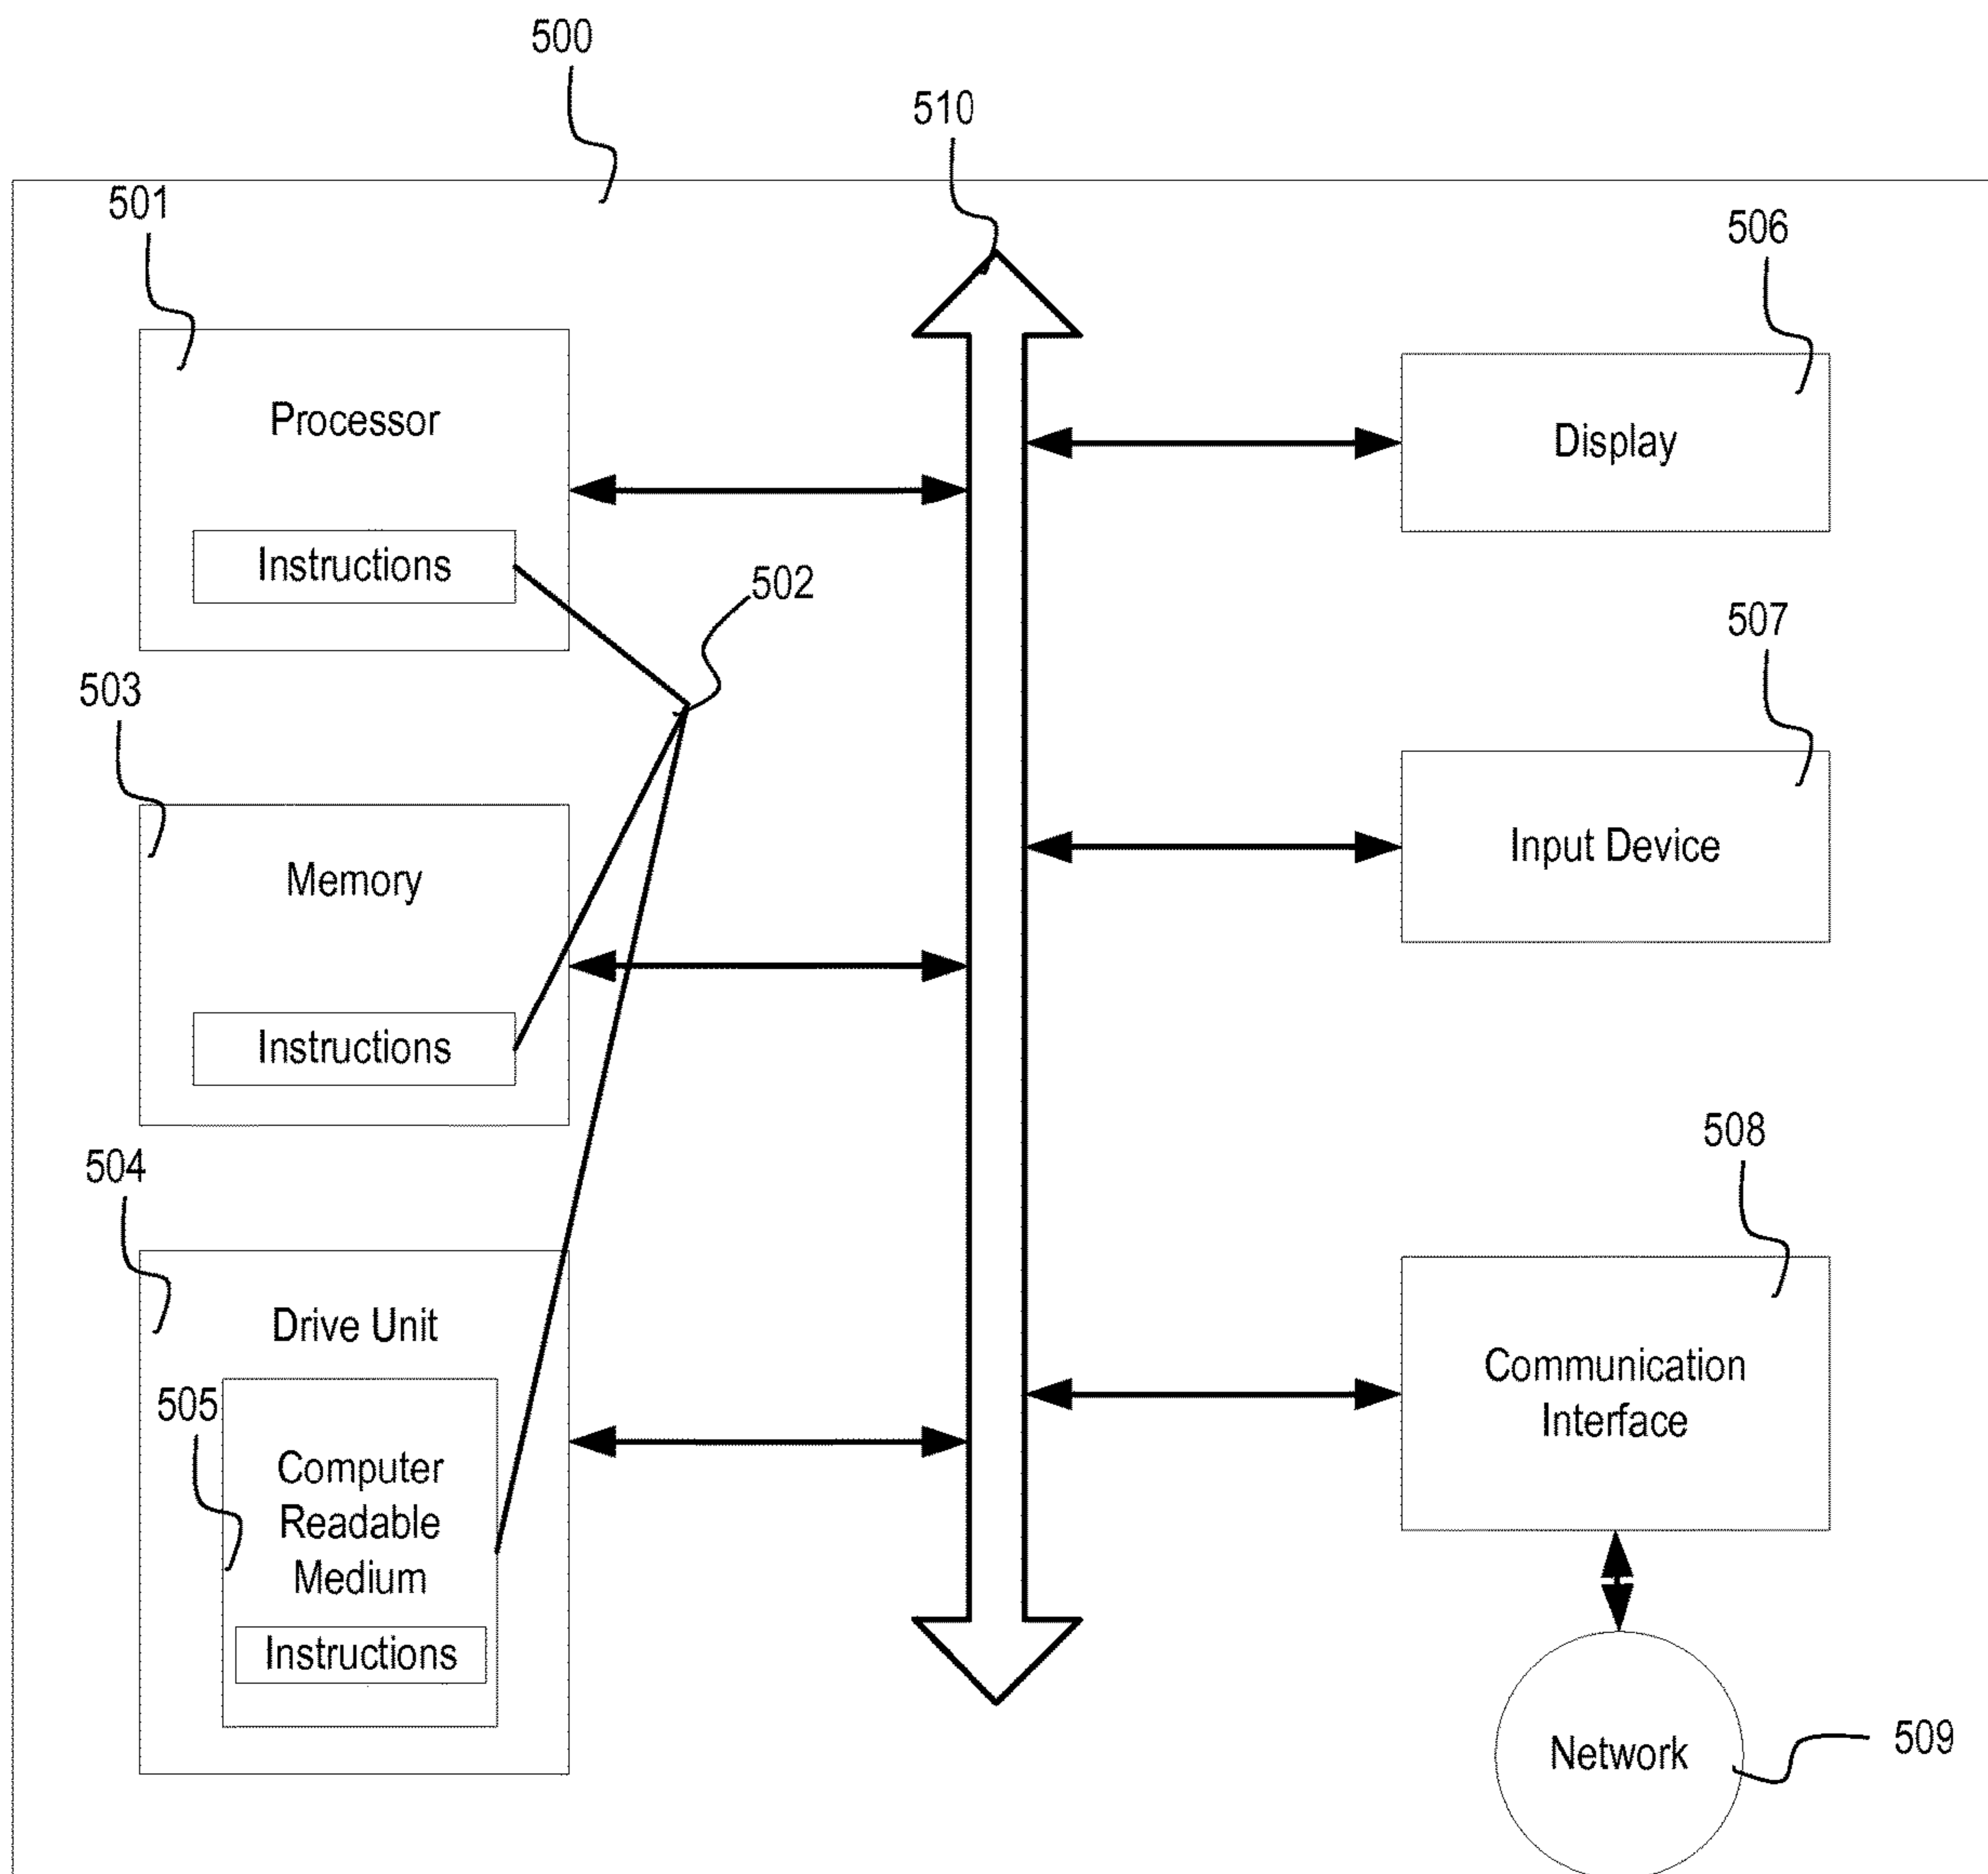 500
510
501
506
Processor
Display
Instructions
502
507
503
Input Device
Memory
Instructions
508
504
Drive Unit
Communication
Interface
505
Computer
Readable
Medium
Instructions
Network
509